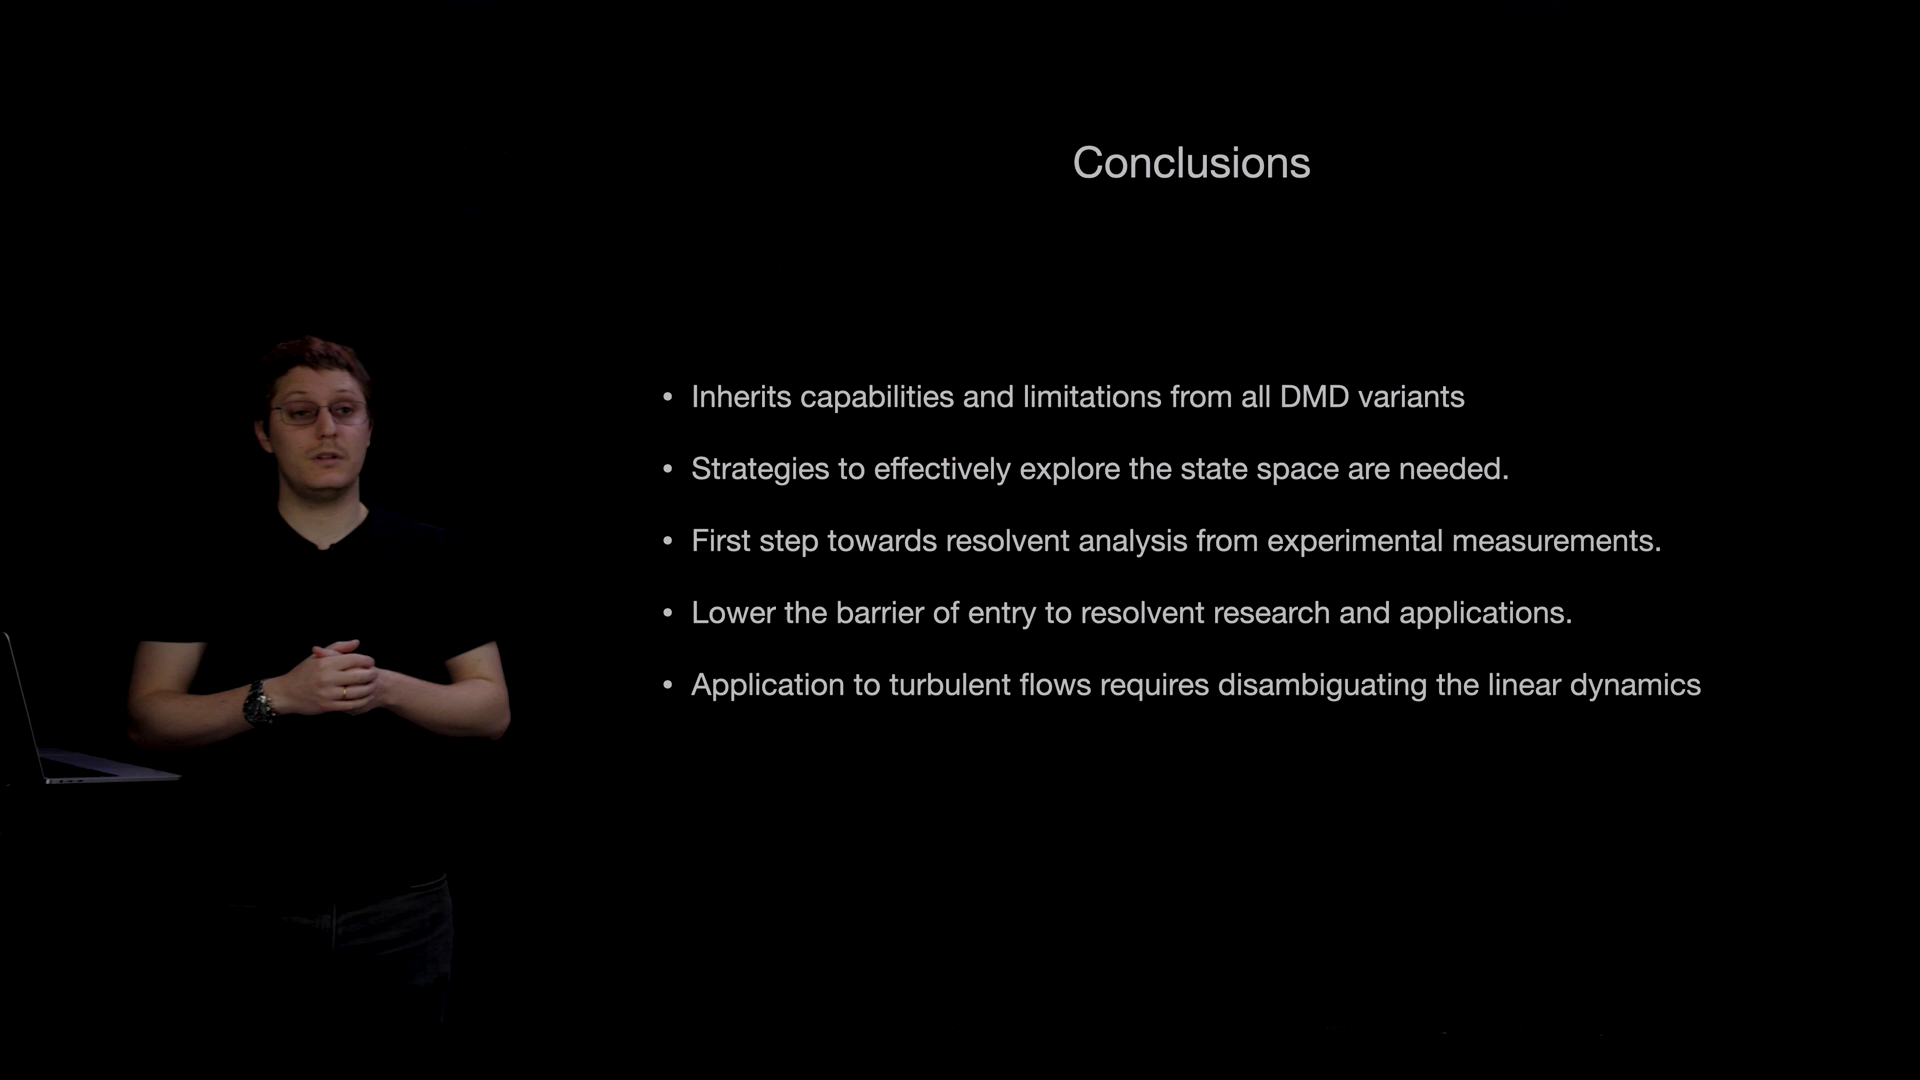 Conclusions
• Inherits capabilities and limitations from all DMD variants
• Strategies to effectively explore the state space are needed.
• First step towards resolvent analysis from experimental measurements.
• Lower the barrier of entry to resolvent research and applications.
• Application to turbulent flows requires disambiguating the linear dynamics